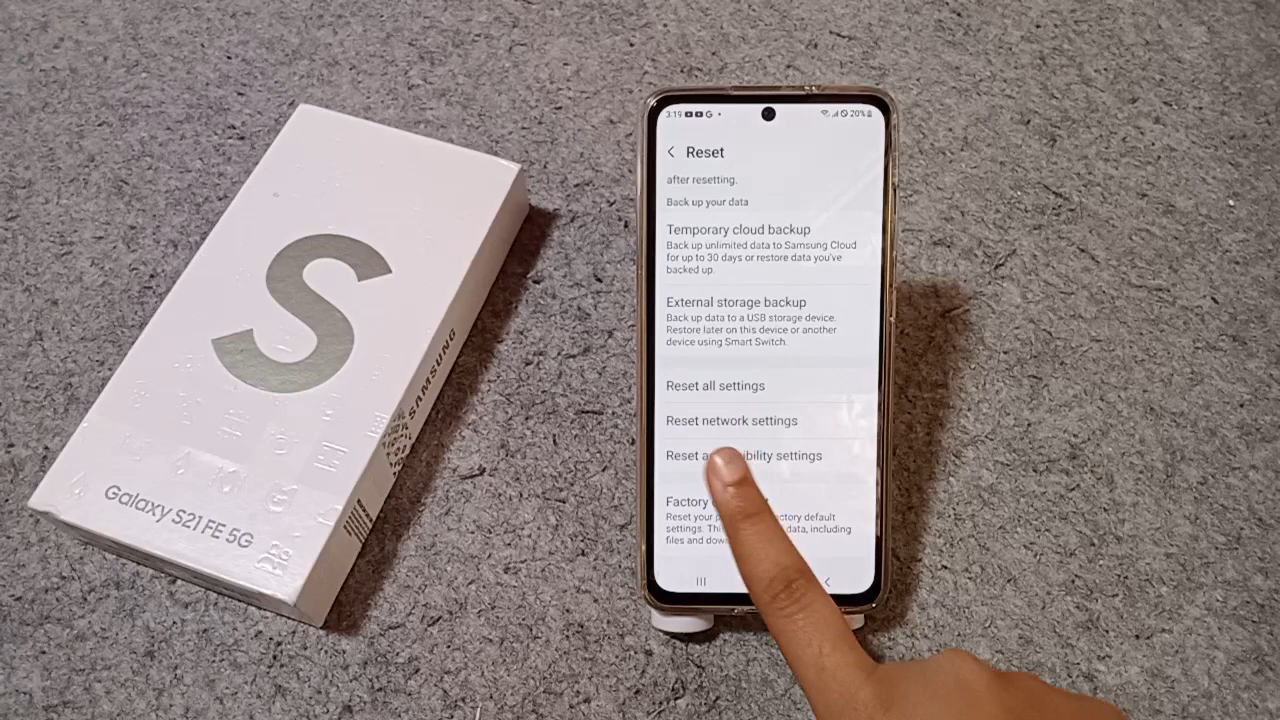 S
SAMSUNG
Galaxy S21 FE 5G
3:19
20%
Reset
after resetting.
Back up your data
Temporary cloud backup
Back up unlimited data to Samsung Cloud
for up to 30 days or restore data you've
backed up.
External storage backup
Back up data to a USB storage device.
Restore later on this device or another
device using Smart Switch.
Reset all settings
Reset network settings
Reset a bility settings
Factory
Reset your p actory default
settings. Thi data, including
files and dow